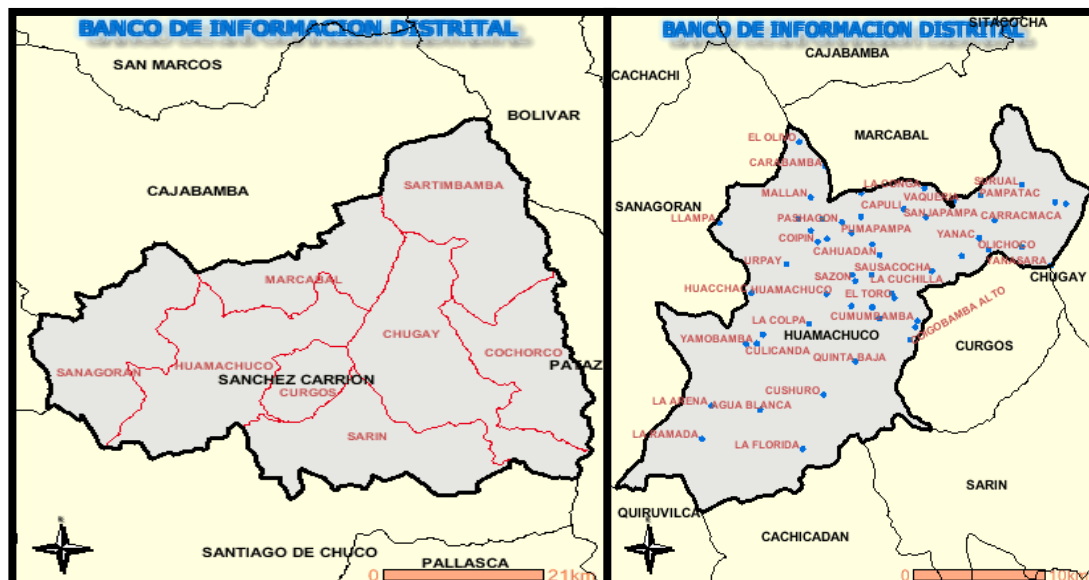 BANCO DE INFORMACION DISTRITAL
SAN MARCOS
BOLIVAR
CAJABAMBA
SARTIMBAMBA
MARCABAL
CHUGAY
COCHORCO
PATAZ
SANAGORAN
HUAMACHUCO
SANCHEZ CARRION
CURGOS
SARIN
SANTIAGO DE CHUCO
PALLASCA
0 21km
SITACOCHA
BANCO DE INFORMACION DISTRITAL
CAJABAMBA
CACHACHI
MARCABAL
EL OLIVO
CARABAMBA
LA CONGA
SURUAL
MALLAN
VAQUERIA
PAMPATAC
SANAGORAN
CAPULI
LLAMPA
PASHAGON
SANJAPAMPA
CARRACMACA
PUMAPAMPA
COIPIN
YANAC
CAHUADAN
OLICHOCO
URPAY
SAUSACOCHA
YANASARA
SAZON
LA CUCHILLA
CHUGAY
HUACCHAC
HUAMACHUCO
EL TORO
CUMUMBAMBA
LA COLPA
HUAMACHUCO
YAMOBAMBA
CULICANDA
CURGOS
QUINTA BAJA
CUSHURO
LA ARENA
AGUA BLANCA
LA RAMADA
LA FLORIDA
SARIN
QUIRUVILCA
CACHICADAN
0 10km